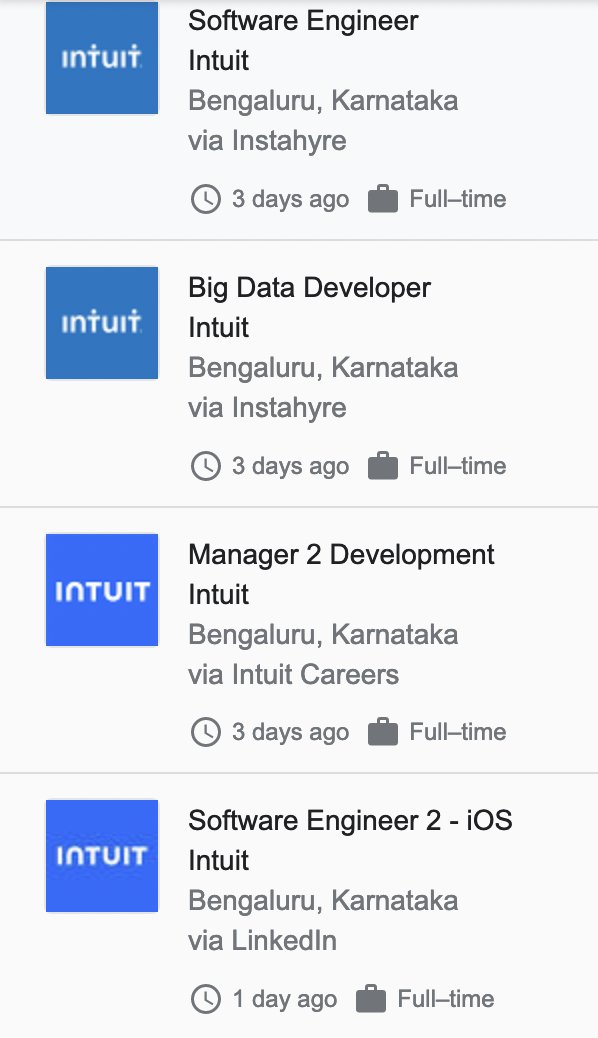 intuit
Software Engineer
Intuit
Bengaluru, Karnataka
via Instahyre
3 days ago Full–time
intuit
Big Data Developer
Intuit
Bengaluru, Karnataka
via Instahyre
3 days ago Full–time
INTUIT
Manager 2 Development
Intuit
Bengaluru, Karnataka
via Intuit Careers
3 days ago Full–time
INTUIT
Software Engineer 2 - iOS
Intuit
Bengaluru, Karnataka
via LinkedIn
1 day ago Full–time